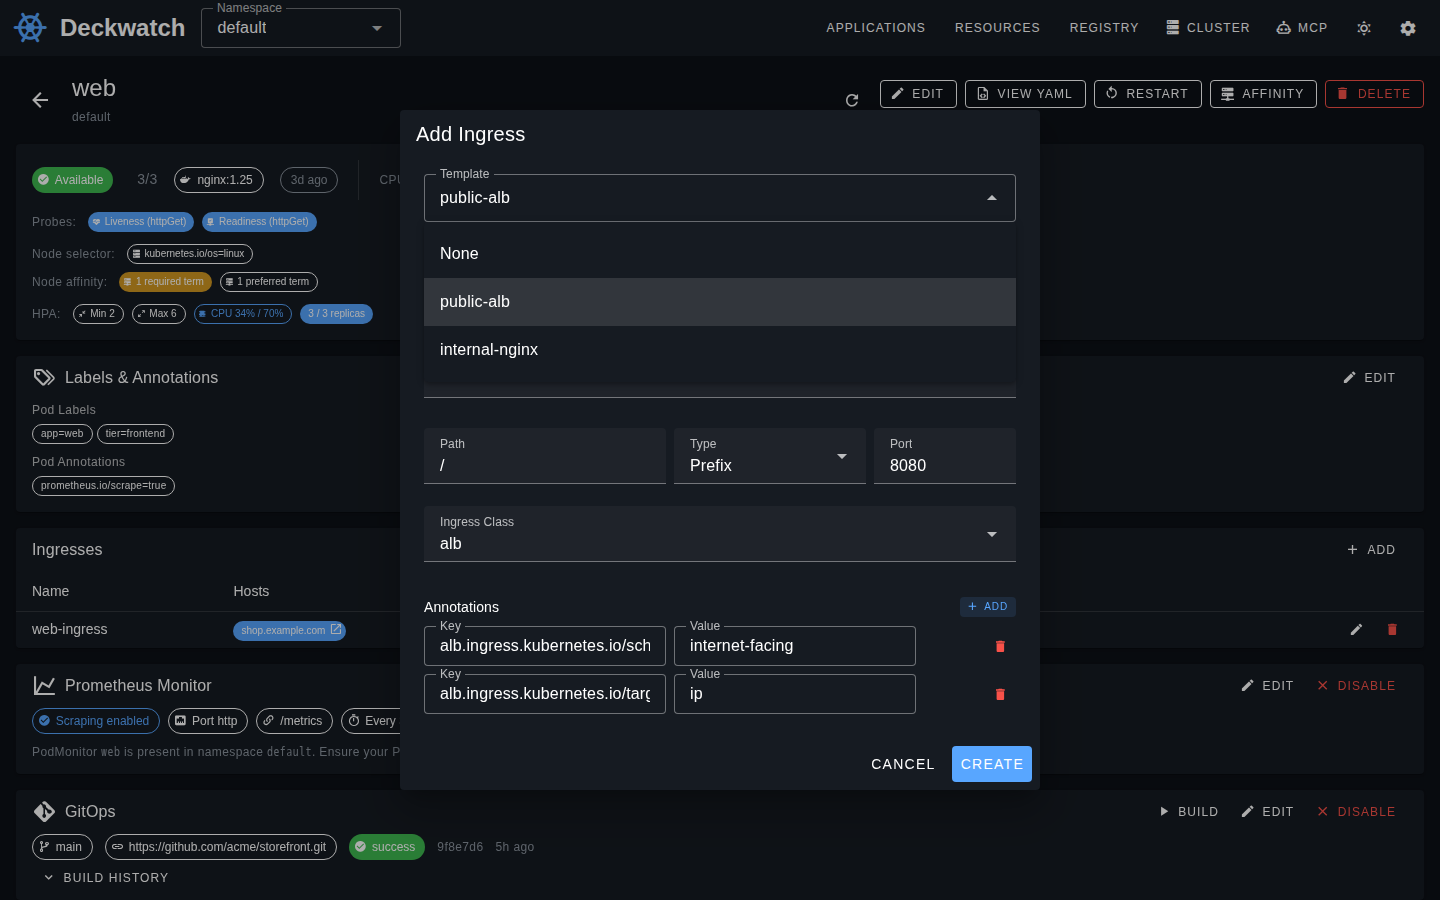 Deckwatch
Namespace
default
APPLICATIONS
RESOURCES
REGISTRY
CLUSTER
MCP
web
default
EDIT
VIEW YAML
RESTART
AFFINITY
DELETE
Available
3/3
nginx:1.25
3d ago
Probes:
Liveness (httpGet)
Readiness (httpGet)
Node selector:
kubernetes.io/os=linux
Node affinity:
1 required term
1 preferred term
HPA:
Min 2
Max 6
CPU 34% / 70%
3 / 3 replicas
Labels & Annotations
EDIT
Pod Labels
app=web
tier=frontend
Pod Annotations
prometheus.io/scrape=true
Ingresses
ADD
Name
Hosts
web-ingress
shop.example.com
Prometheus Monitor
EDIT
DISABLE
Scraping enabled
Port http
/metrics
Every
PodMonitor web is present in namespace default. Ensure your
GitOps
BUILD
EDIT
DISABLE
main
https://github.com/acme/storefront.git
success
9f8e7d6
5h ago
BUILD HISTORY
Add Ingress
Template
public-alb
None
public-alb
internal-nginx
Path
/
Type
Prefix
Port
8080
Ingress Class
alb
Annotations
ADD
Key
alb.ingress.kubernetes.io/sch
Value
internet-facing
Key
alb.ingress.kubernetes.io/targ
Value
ip
CANCEL
CREATE